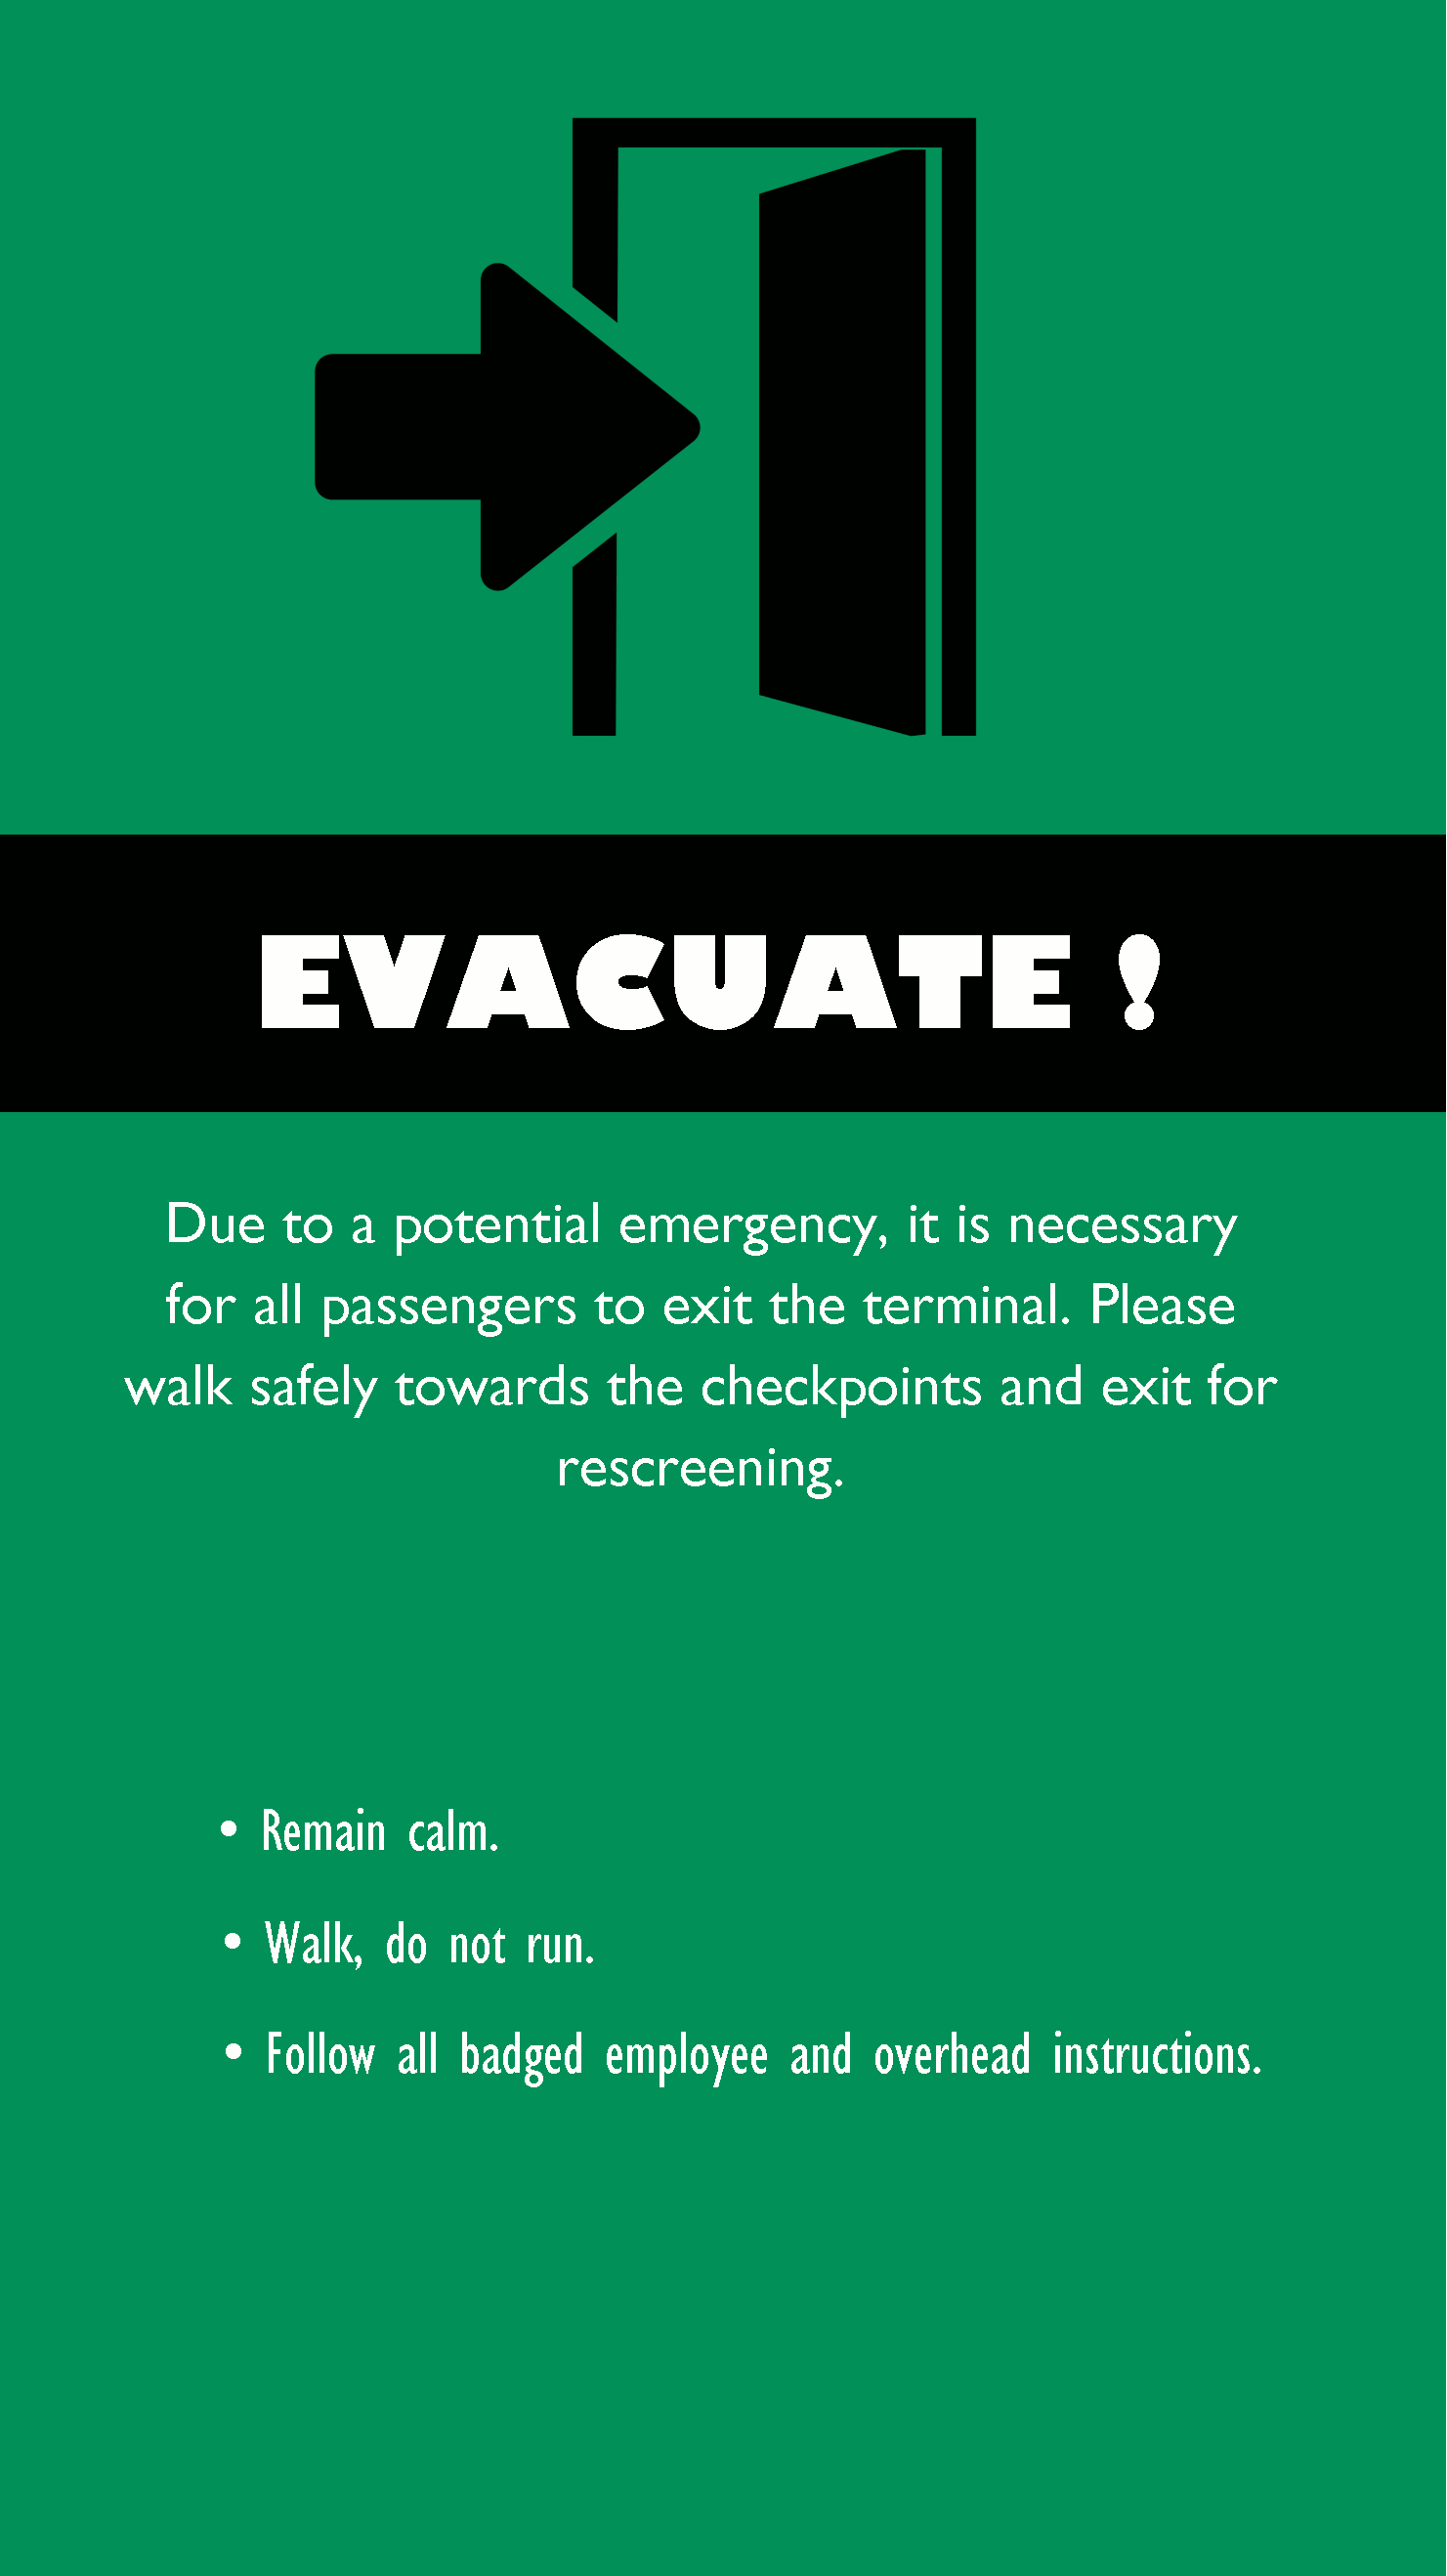 EVACUATE !
Due to a potential emergency, it is necessary
for all passengers to exit the terminal. Please
walk safely towards the checkpoints and exit for
rescreening.
• Remain calm.
• Walk, do not run.
• Follow all badged employee and overhead instructions.